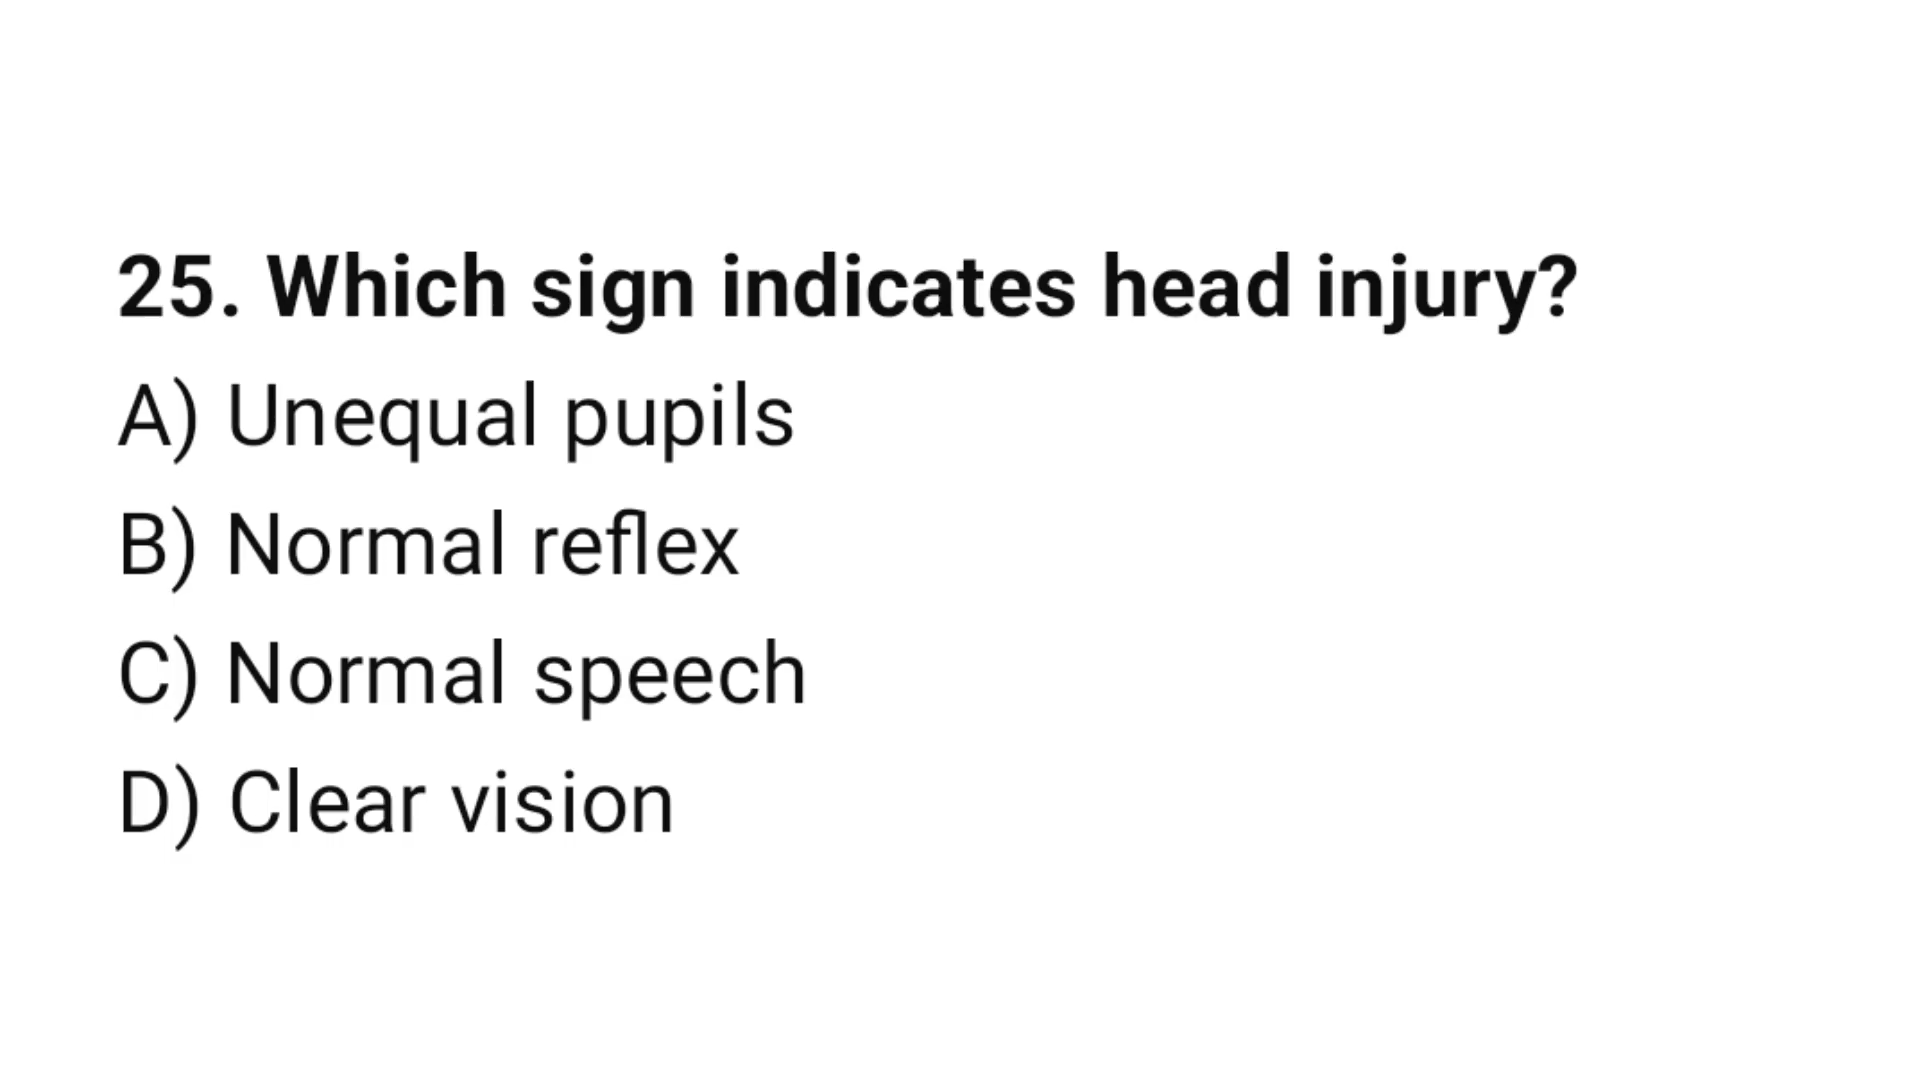 25. Which sign indicates head injury?
A) Unequal pupils
B) Normal reflex
C) Normal speech
D) Clear vision